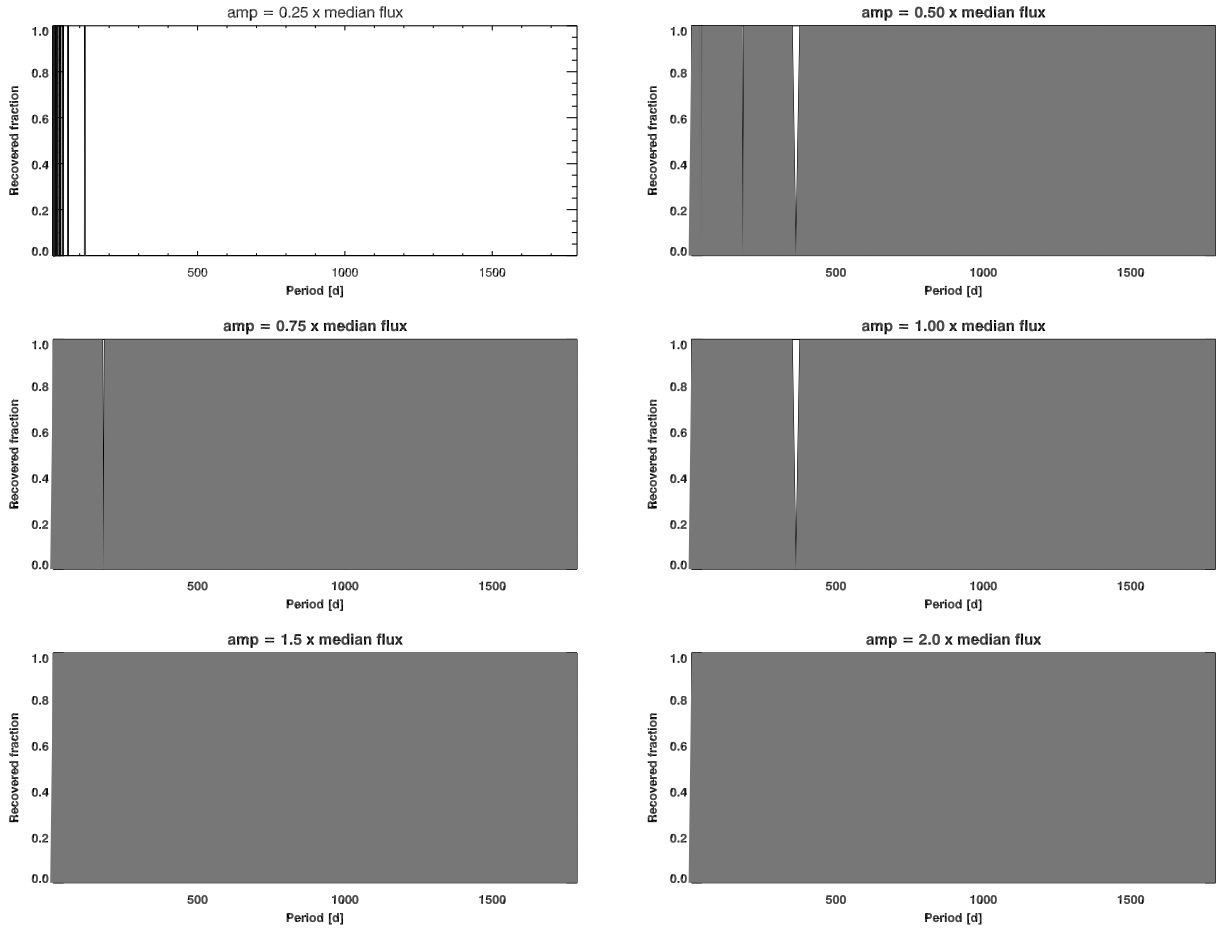 amp = 0.25 x median flux
1.0
0.8
0.6
0.4
0.2
0.0
Recovered fraction
500 1000 1500
Period [d]
amp = 0.50 x median flux
1.0
0.8
0.6
0.4
0.2
0.0
Recovered fraction
500 1000 1500
Period [d]
amp = 0.75 x median flux
1.0
0.8
0.6
0.4
0.2
0.0
Recovered fraction
500 1000 1500
Period [d]
amp = 1.00 x median flux
1.0
0.8
0.6
0.4
0.2
0.0
Recovered fraction
500 1000 1500
Period [d]
amp = 1.5 x median flux
1.0
0.8
0.6
0.4
0.2
0.0
Recovered fraction
500 1000 1500
Period [d]
amp = 2.0 x median flux
1.0
0.8
0.6
0.4
0.2
0.0
Recovered fraction
500 1000 1500
Period [d]